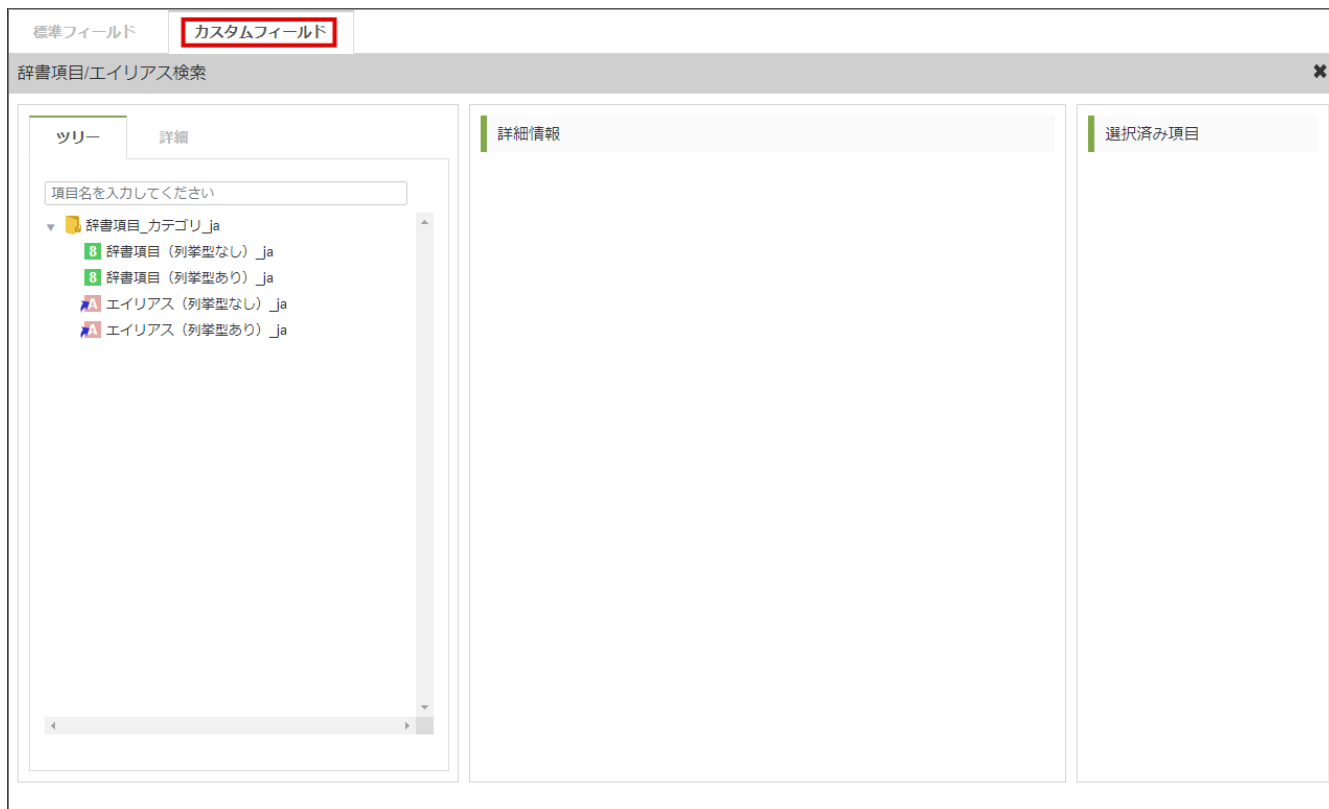 標準フィールド
カスタムフィールド
辞書項目/エイリアス検索
ツリー
詳細
項目名を入力してください
辞書項目_カテゴリ_ja
8 辞書項目（列挙型なし）_ja
8 辞書項目（列挙型あり）_ja
A エイリアス（列挙型なし）_ja
A エイリアス（列挙型あり）_ja
詳細情報
選択済み項目